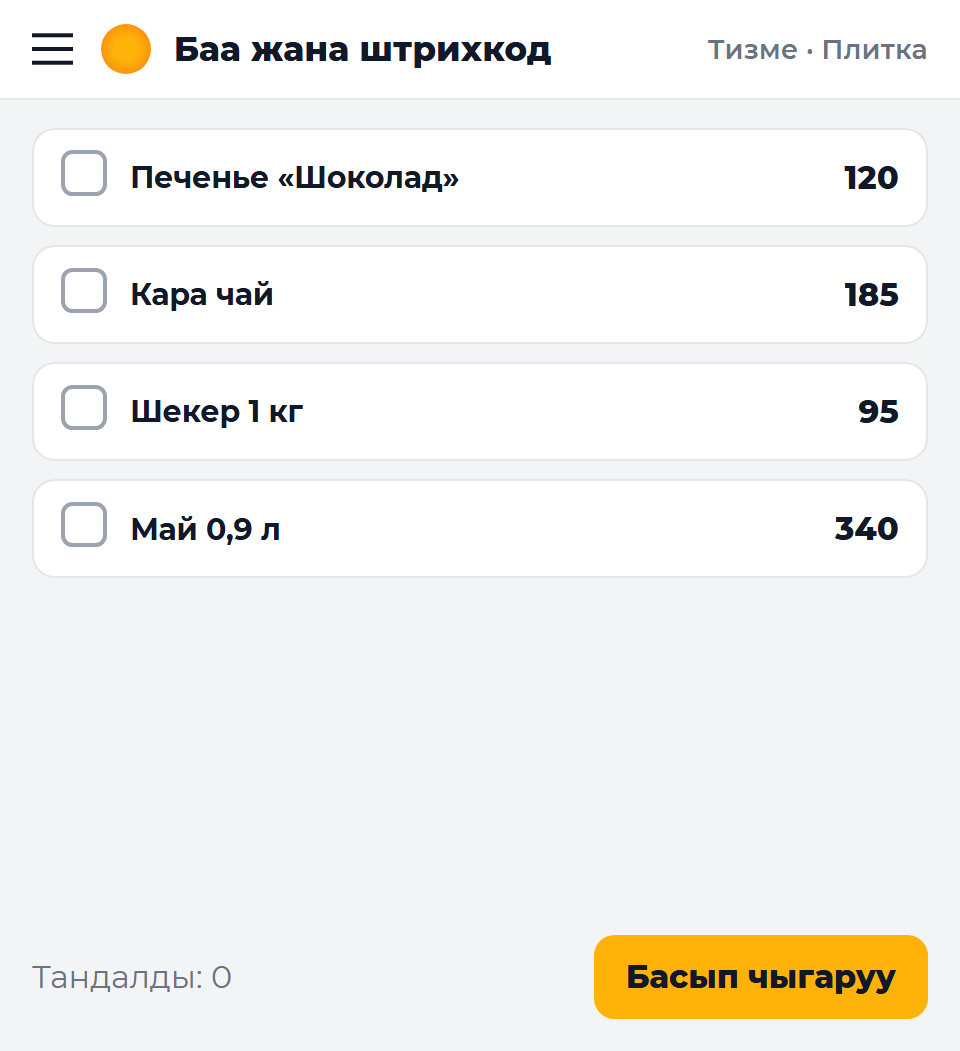 Баа жана штрихкод
Тизме · Плитка
Печенье «Шоколад» 120
Кара чай 185
Шекер 1 кг 95
Май 0,9 л 340
Тандалды: 0
Басып чыгаруу